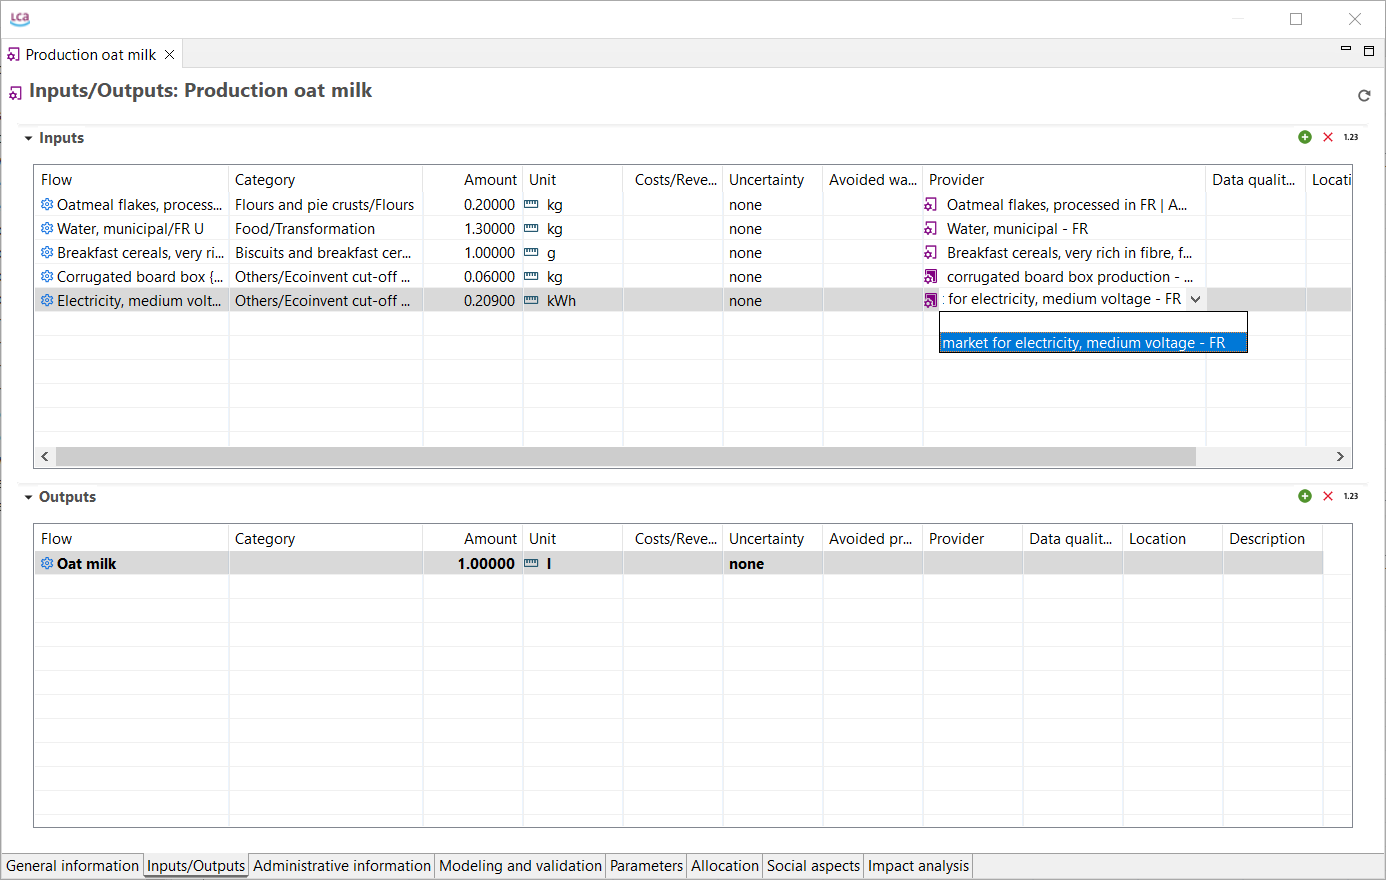 LCA
Production oat milk
Inputs/Outputs: Production oat milk
Inputs
1.23
Flow Category Amount Unit Costs/Reve... Uncertainty Avoided wa... Provider Data qualit... Locati
Oatmeal flakes, process... Flours and pie crusts/Flours 0.20000 kg none Oatmeal flakes, processed in FR | A...
Water, municipal/FR U Food/Transformation 1.30000 kg none Water, municipal - FR
Breakfast cereals, very ri... Biscuits and breakfast cer... 1.00000 g none Breakfast cereals, very rich in fibre, f...
Corrugated board box {... Others/Ecoinvent cut-off ... 0.06000 kg none corrugated board box production - ...
Electricity, medium volt... Others/Ecoinvent cut-off ... 0.20900 kWh none for electricity, medium voltage - FR
market for electricity, medium voltage - FR
Outputs
1.23
Flow Category Amount Unit Costs/Reve... Uncertainty Avoided pr... Provider Data qualit... Location Description
Oat milk 1.00000 l none
General information Inputs/Outputs Administrative information Modeling and validation Parameters Allocation Social aspects Impact analysis